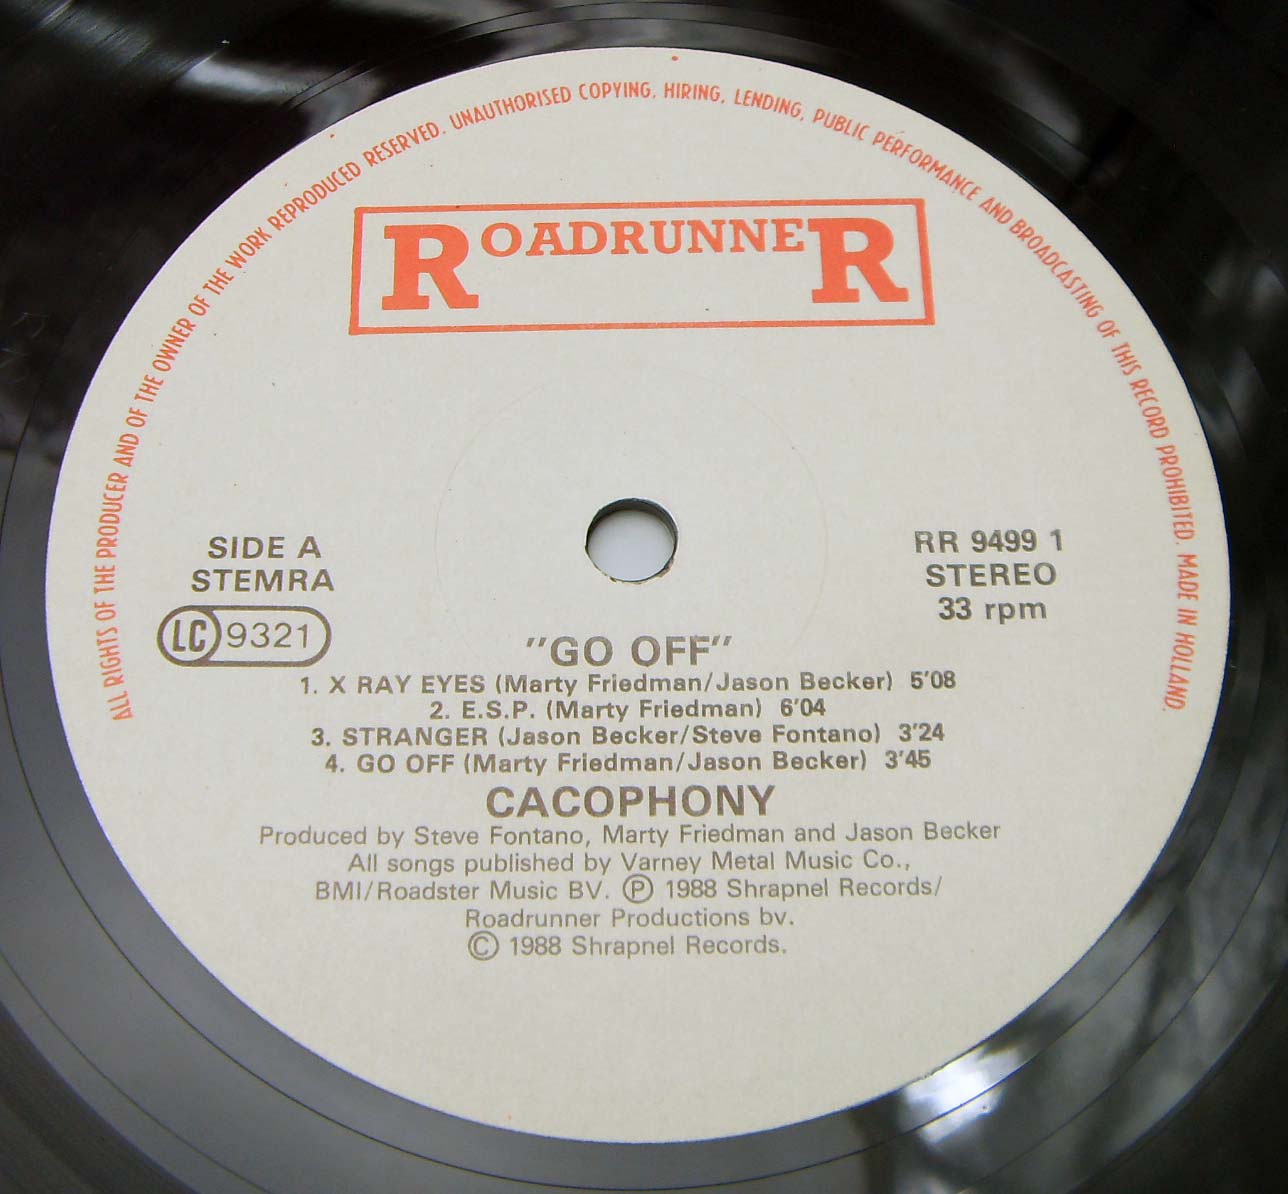 ALL RIGHTS OF THE PRODUCER AND OF THE OWNER OF THE WORK REPRODUCED RESERVED. UNAUTHORISED COPYING, HIRING, LENDING, PUBLIC PERFORMANCE AND BROADCASTING OF THIS RECORD PROHIBITED. MADE IN HOLLAND.
ROADRUNNER
SIDE A
STEMRA
LC 9321
RR 9499 1
STEREO
33 rpm
"GO OFF"
1. X RAY EYES (Marty Friedman/Jason Becker) 5'08
2. E.S.P. (Marty Friedman) 6'04
3. STRANGER (Jason Becker/Steve Fontano) 3'24
4. GO OFF (Marty Friedman/Jason Becker) 3'45
CACOPHONY
Produced by Steve Fontano, Marty Friedman and Jason Becker
All songs published by Varney Metal Music Co.,
BMI/Roadster Music BV. Ⓟ 1988 Shrapnel Records/
Roadrunner Productions bv.
© 1988 Shrapnel Records.